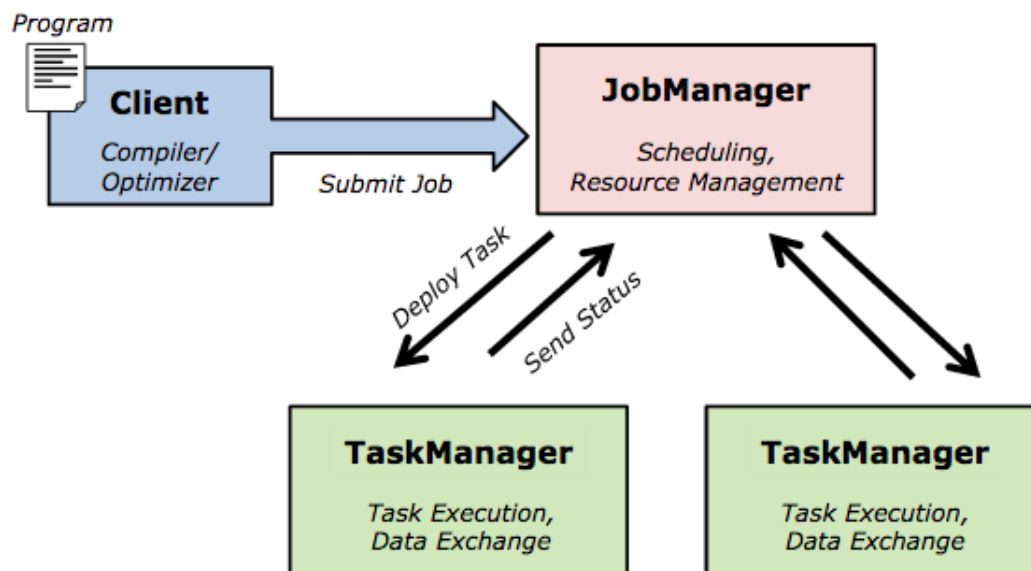 Program
Client
Compiler/
Optimizer
Submit Job
JobManager
Scheduling,
Resource Management
Deploy Task
Send Status
TaskManager
Task Execution,
Data Exchange
TaskManager
Task Execution,
Data Exchange